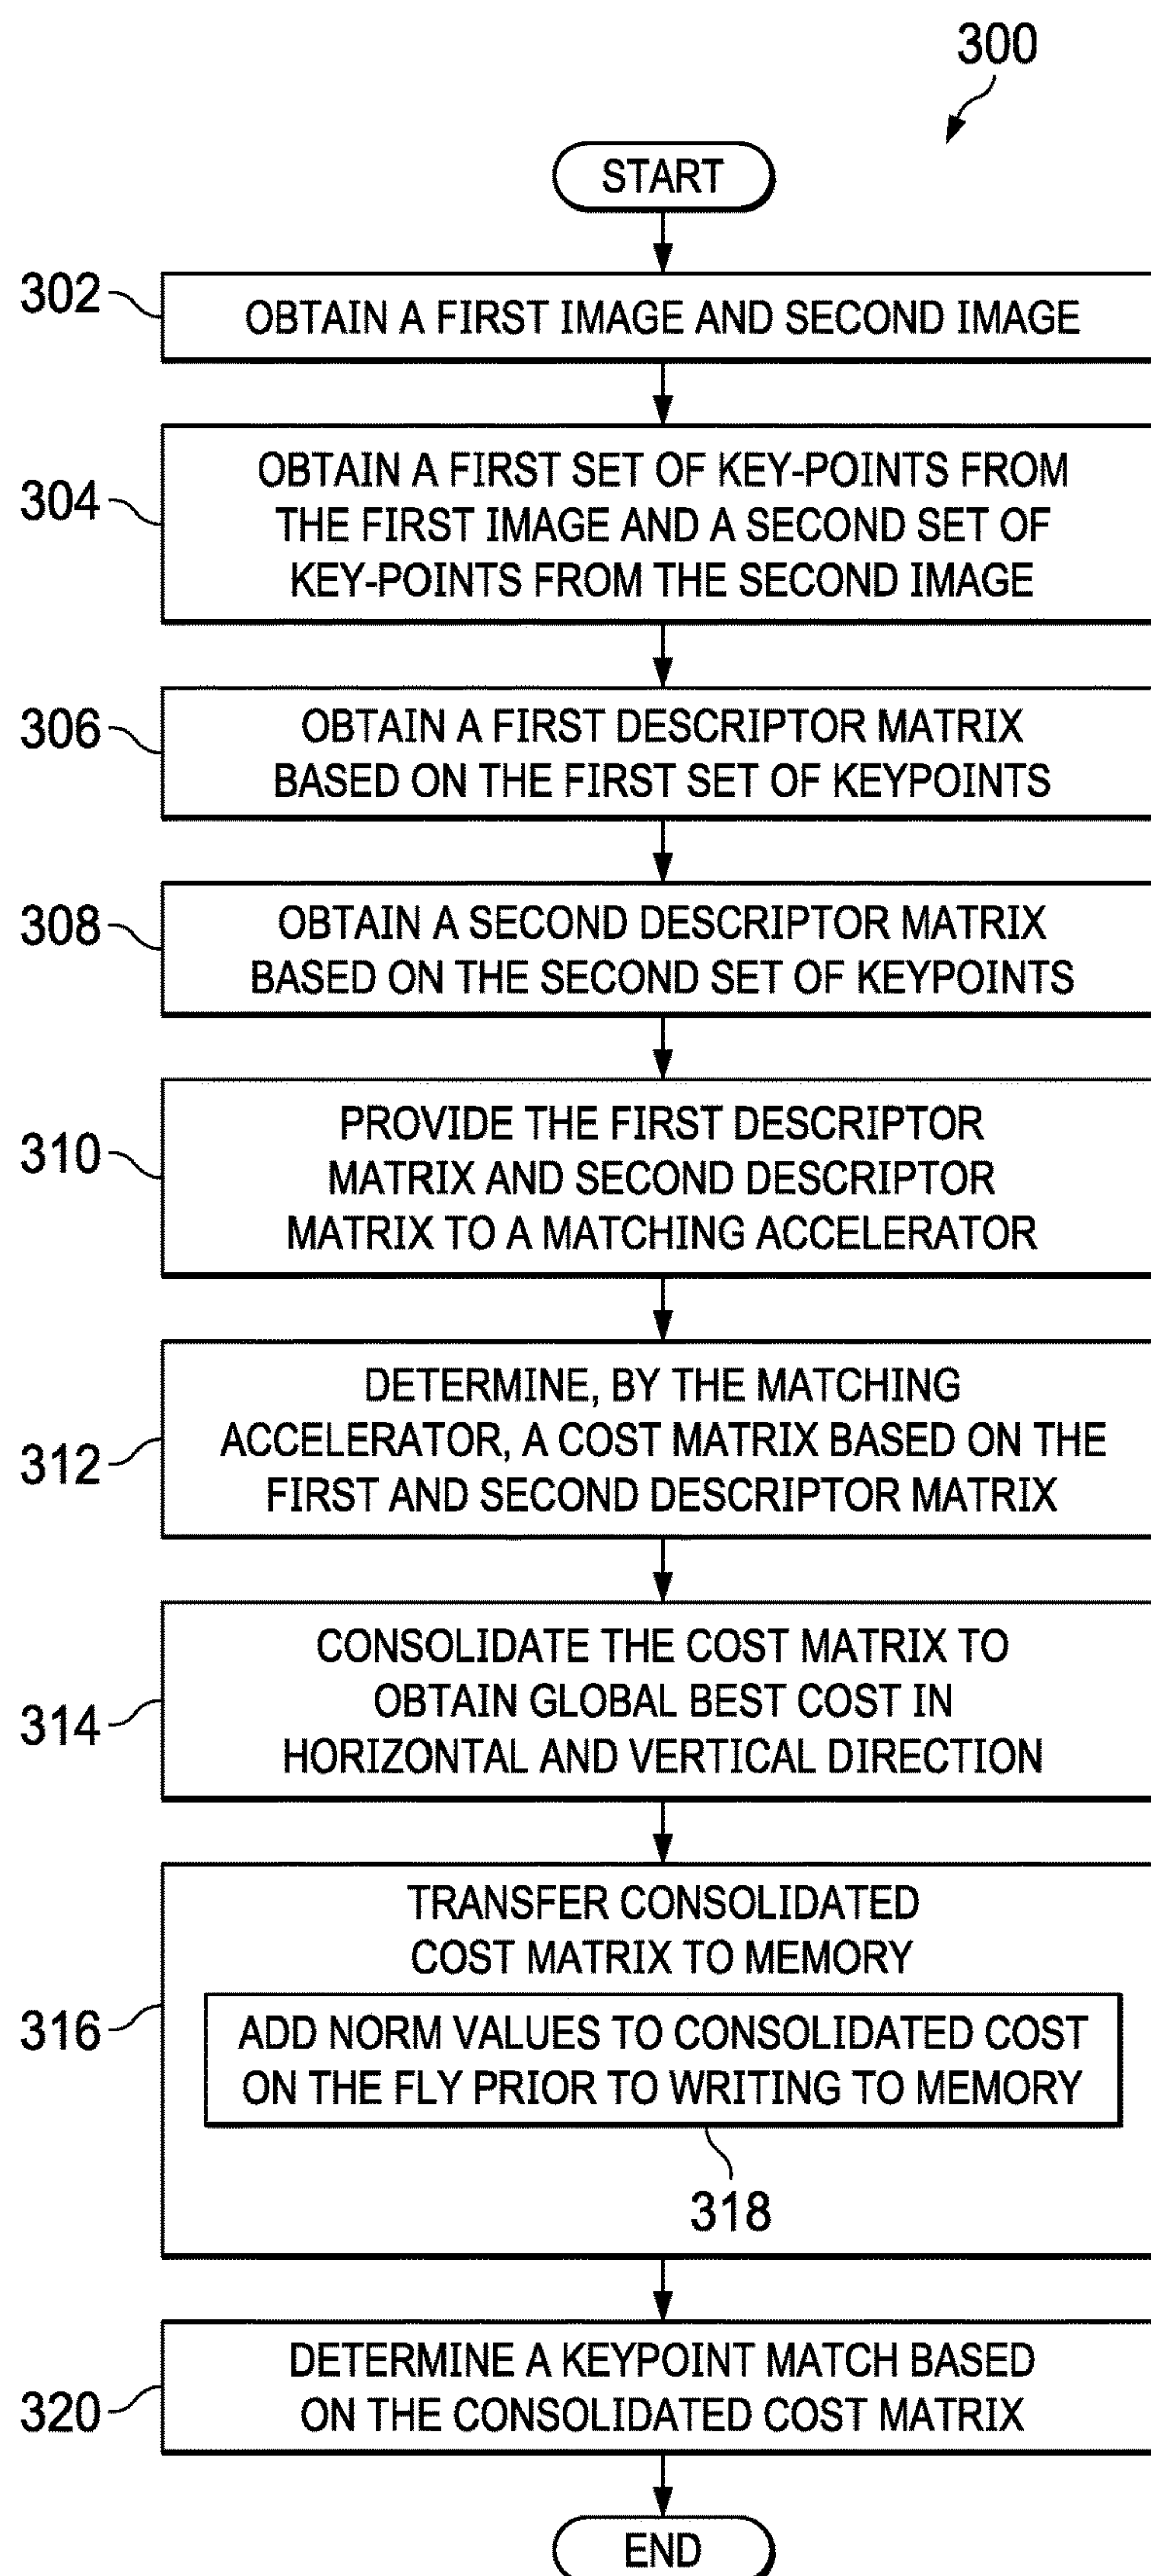 300
START
302
OBTAIN A FIRST IMAGE AND SECOND IMAGE
304
OBTAIN A FIRST SET OF KEY-POINTS FROM
THE FIRST IMAGE AND A SECOND SET OF
KEY-POINTS FROM THE SECOND IMAGE
306
OBTAIN A FIRST DESCRIPTOR MATRIX
BASED ON THE FIRST SET OF KEYPOINTS
308
OBTAIN A SECOND DESCRIPTOR MATRIX
BASED ON THE SECOND SET OF KEYPOINTS
310
PROVIDE THE FIRST DESCRIPTOR
MATRIX AND SECOND DESCRIPTOR
MATRIX TO A MATCHING ACCELERATOR
312
DETERMINE, BY THE MATCHING
ACCELERATOR, A COST MATRIX BASED ON THE
FIRST AND SECOND DESCRIPTOR MATRIX
314
CONSOLIDATE THE COST MATRIX TO
OBTAIN GLOBAL BEST COST IN
HORIZONTAL AND VERTICAL DIRECTION
316
TRANSFER CONSOLIDATED
COST MATRIX TO MEMORY
ADD NORM VALUES TO CONSOLIDATED COST
ON THE FLY PRIOR TO WRITING TO MEMORY
318
320
DETERMINE A KEYPOINT MATCH BASED
ON THE CONSOLIDATED COST MATRIX
END